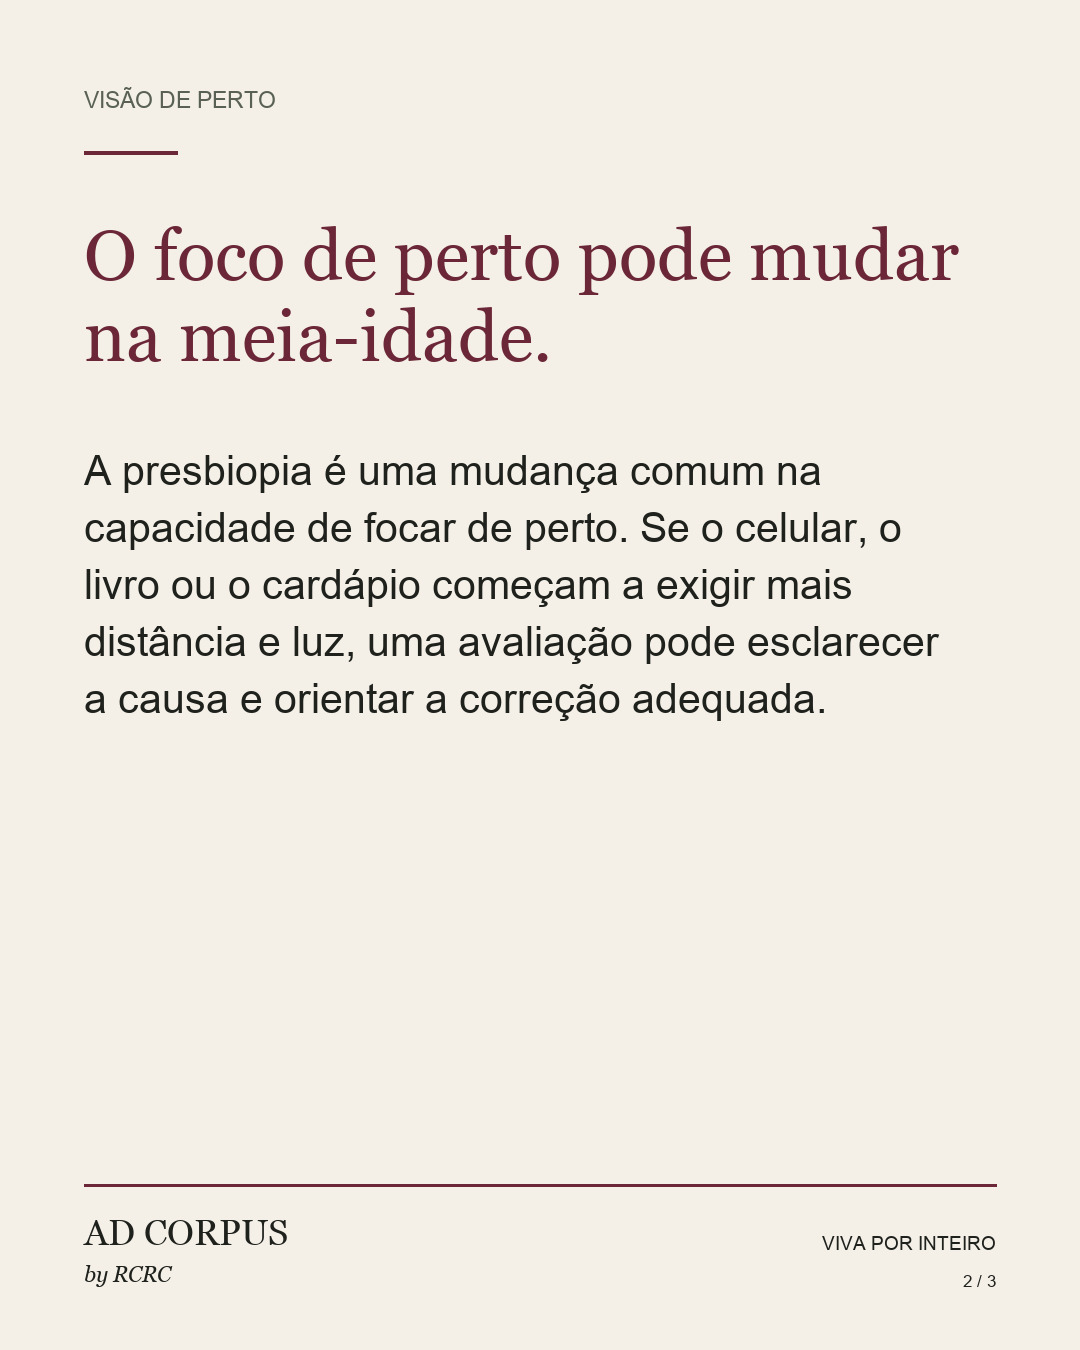 VISÃO DE PERTO
O foco de perto pode mudar
na meia-idade.
A presbiopia é uma mudança comum na
capacidade de focar de perto. Se o celular, o
livro ou o cardápio começam a exigir mais
distância e luz, uma avaliação pode esclarecer
a causa e orientar a correção adequada.
AD CORPUS
by RCRC
VIVA POR INTEIRO
2 / 3